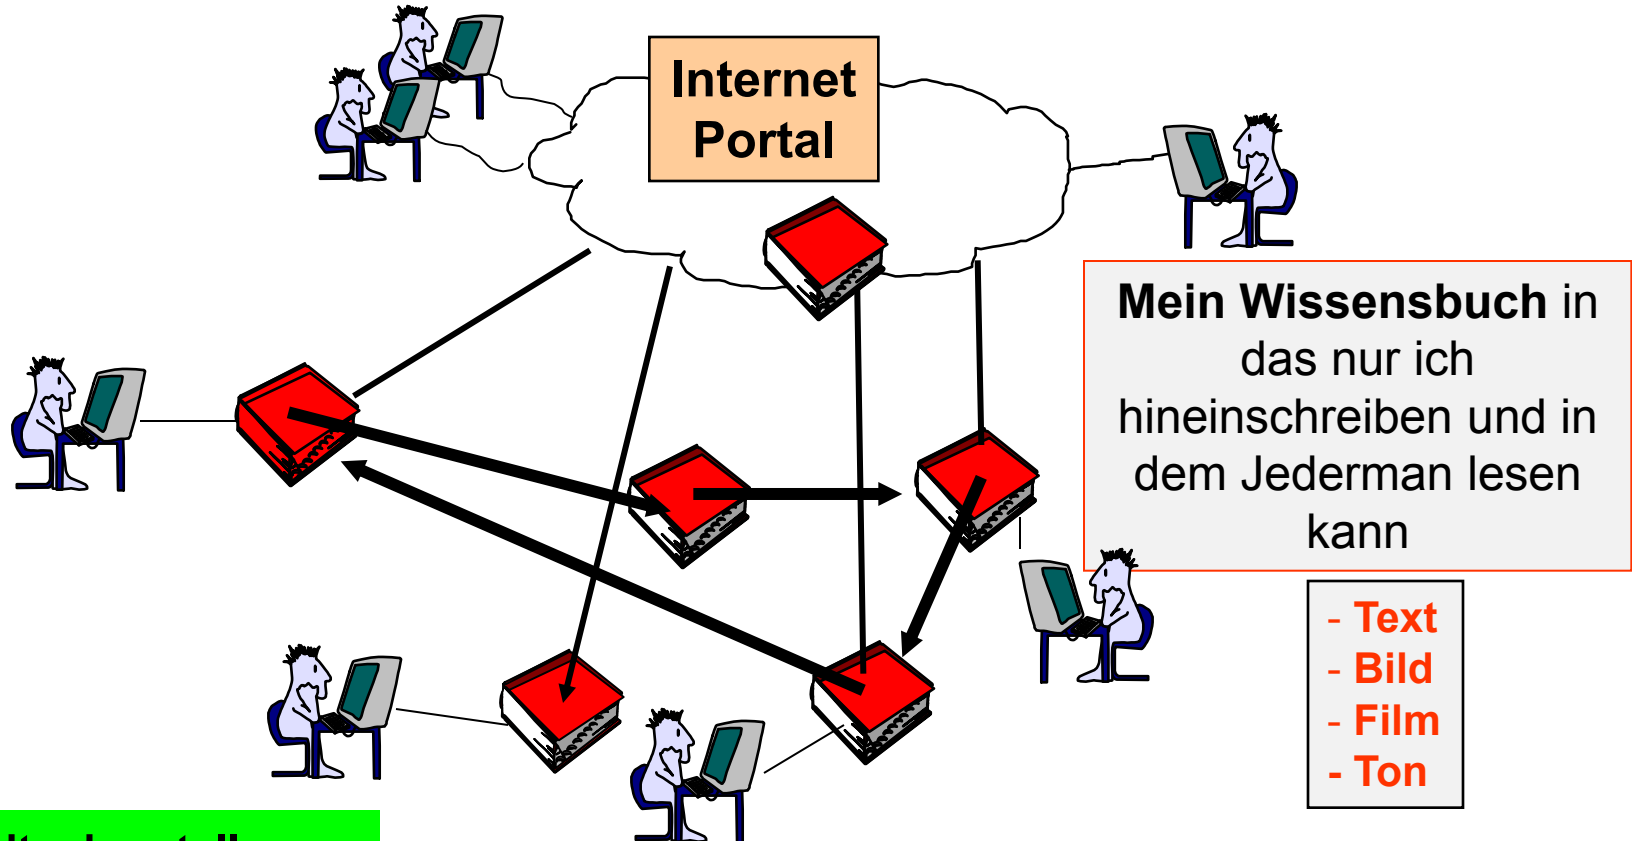 Internet
Portal
Mein Wissensbuch in
das nur ich
hineinschreiben und in
dem Jederman lesen
kann
- Text
- Bild
- Film
- Ton